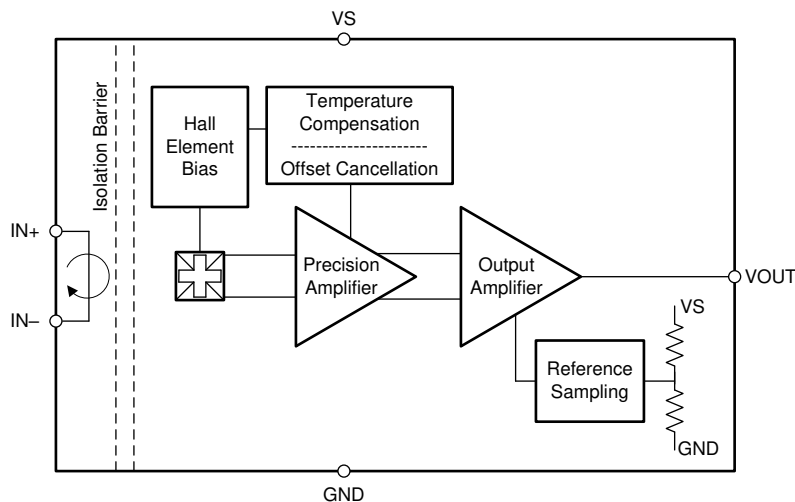 VS
Isolation Barrier
Hall
Element
Bias
Temperature
Compensation
Offset Cancellation
IN+
IN–
Precision
Amplifier
Output
Amplifier
VOUT
VS
Reference
Sampling
GND
GND